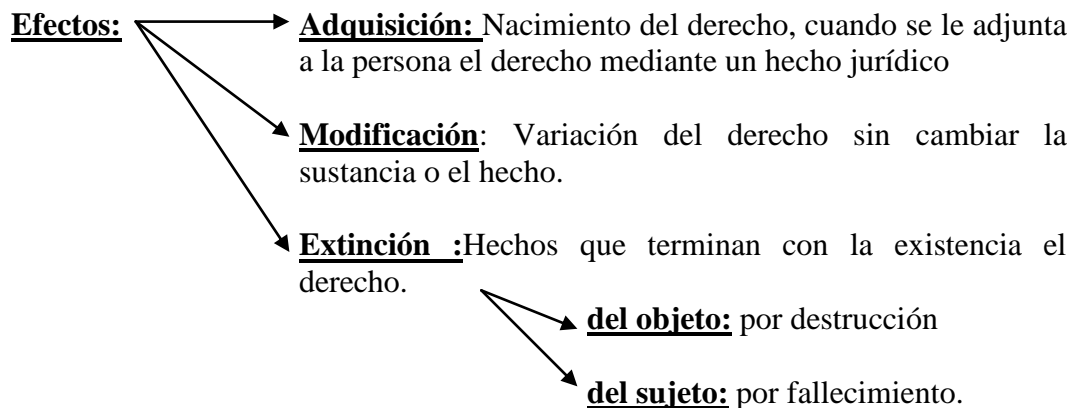 Efectos: Adquisición: Nacimiento del derecho, cuando se le adjunta
a la persona el derecho mediante un hecho jurídico
Modificación: Variación del derecho sin cambiar la
sustancia o el hecho.
Extinción :Hechos que terminan con la existencia el
derecho.
del objeto: por destrucción
del sujeto: por fallecimiento.